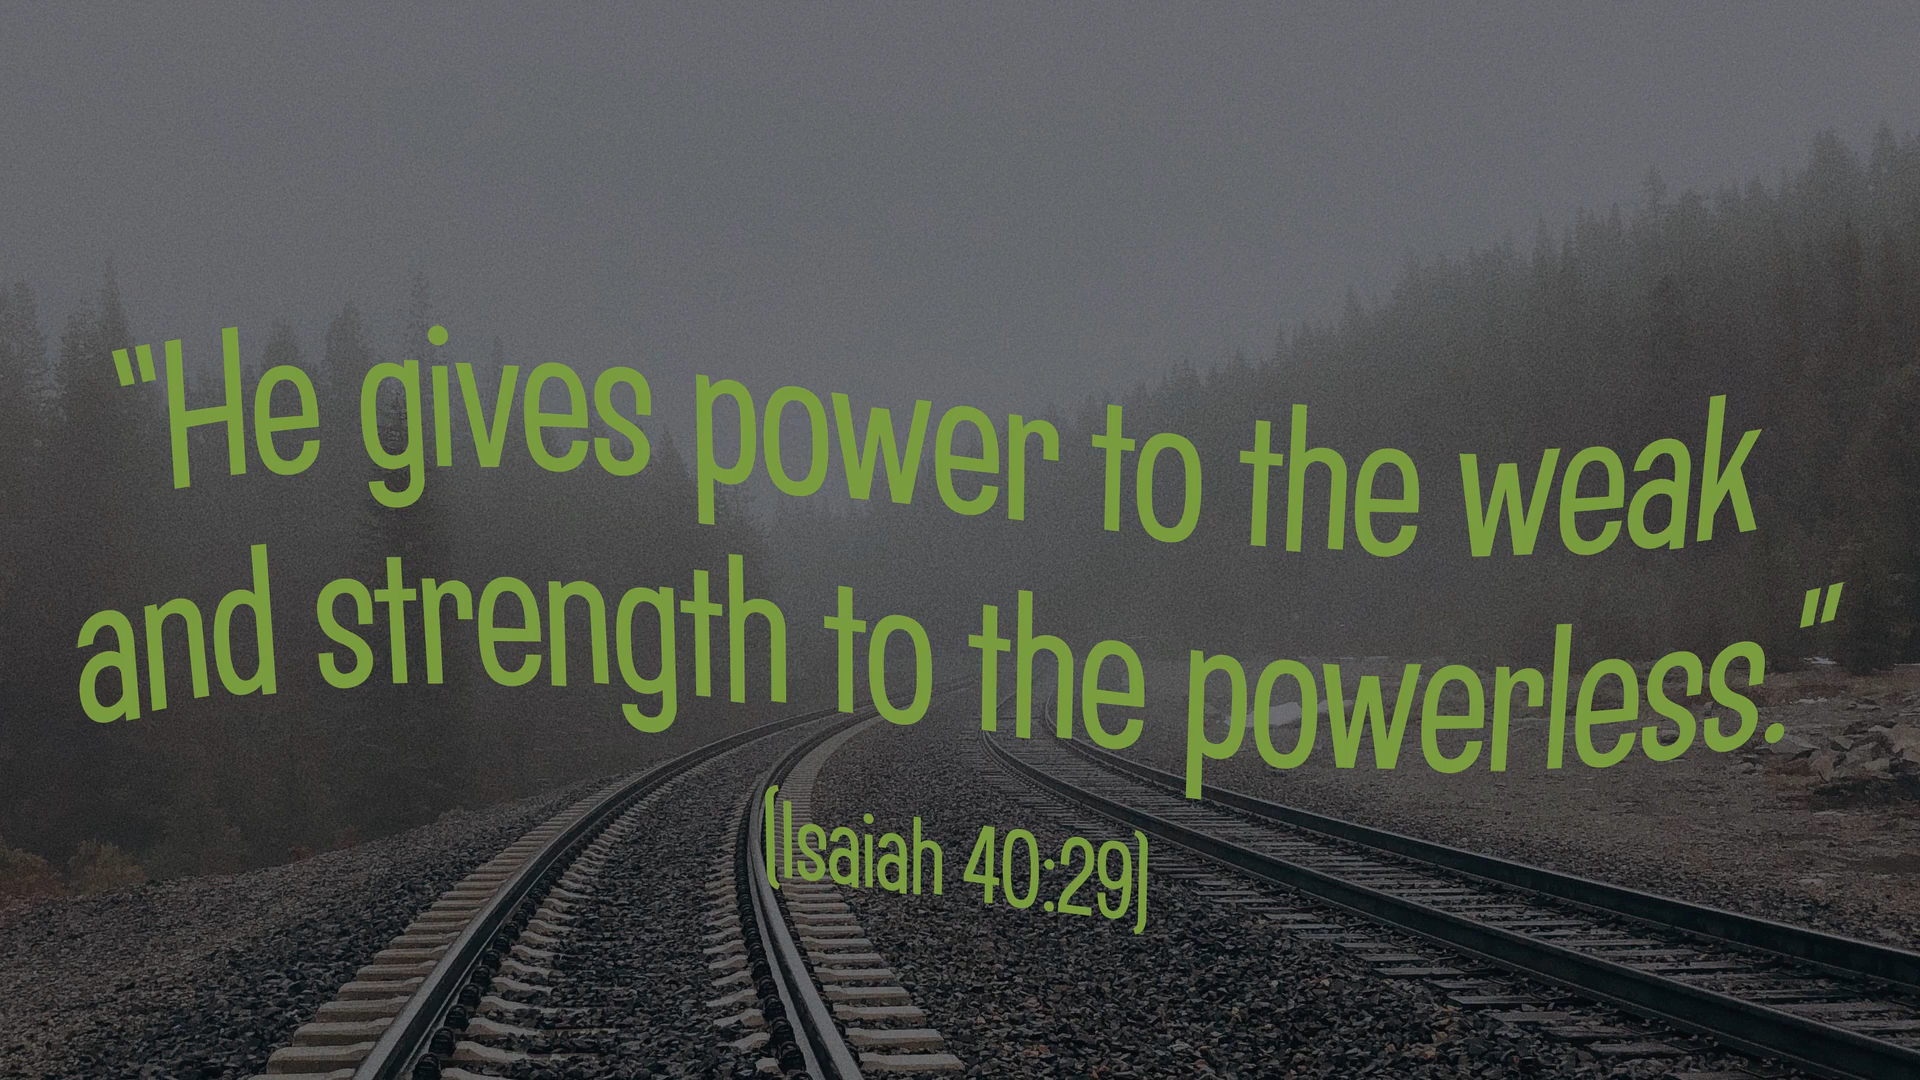 "He gives power to the weak
and strength to the powerless."
(Isaiah 40:29)